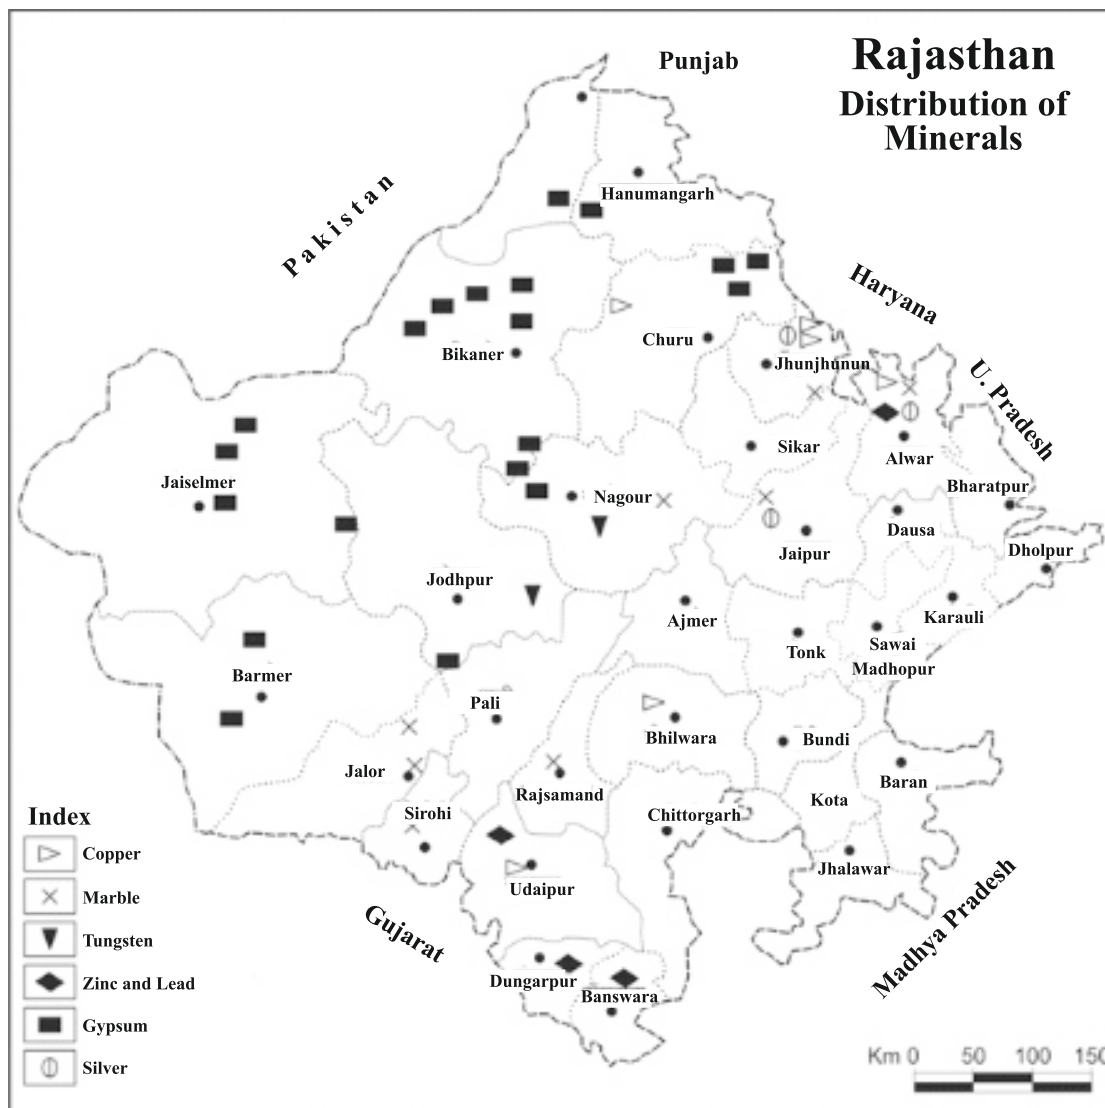 Rajasthan
Distribution of
Minerals
Punjab
Pakistan
Haryana
U. Pradesh
Hanumangarh
Bikaner
Churu
Jhunjhunun
Sikar
Alwar
Bharatpur
Jaiselmer
Nagour
Jaipur
Dausa
Dholpur
Jodhpur
Ajmer
Tonk
Sawai
Madhopur
Karauli
Barmer
Pali
Bhilwara
Bundi
Baran
Jalor
Rajsamand
Kota
Sirohi
Chittorgarh
Jhalawar
Udaipur
Gujarat
Madhya Pradesh
Dungarpur
Banswara
Index
Copper
Marble
Tungsten
Zinc and Lead
Gypsum
Silver
Km 0 50 100 150